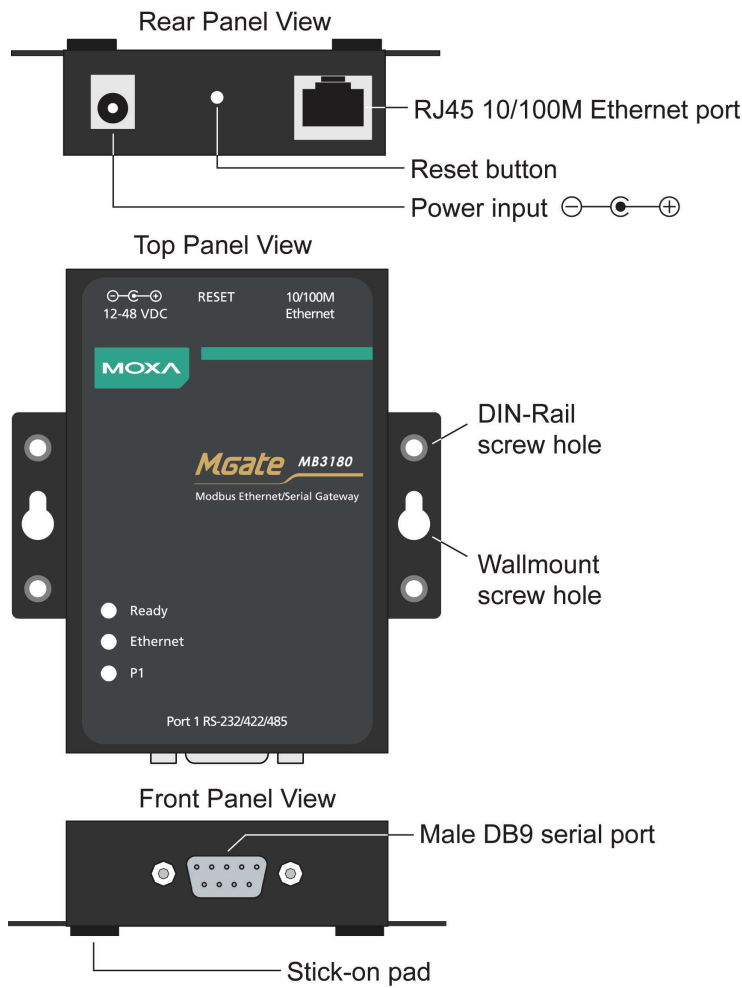 Rear Panel View
RJ45 10/100M Ethernet port
Reset button
Power input
Top Panel View
12-48 VDC
RESET
10/100M
Ethernet
MOXA
DIN-Rail
screw hole
MGate MB3180
Modbus Ethernet/Serial Gateway
Wallmount
screw hole
Ready
Ethernet
P1
Port 1 RS-232/422/485
Front Panel View
Male DB9 serial port
Stick-on pad